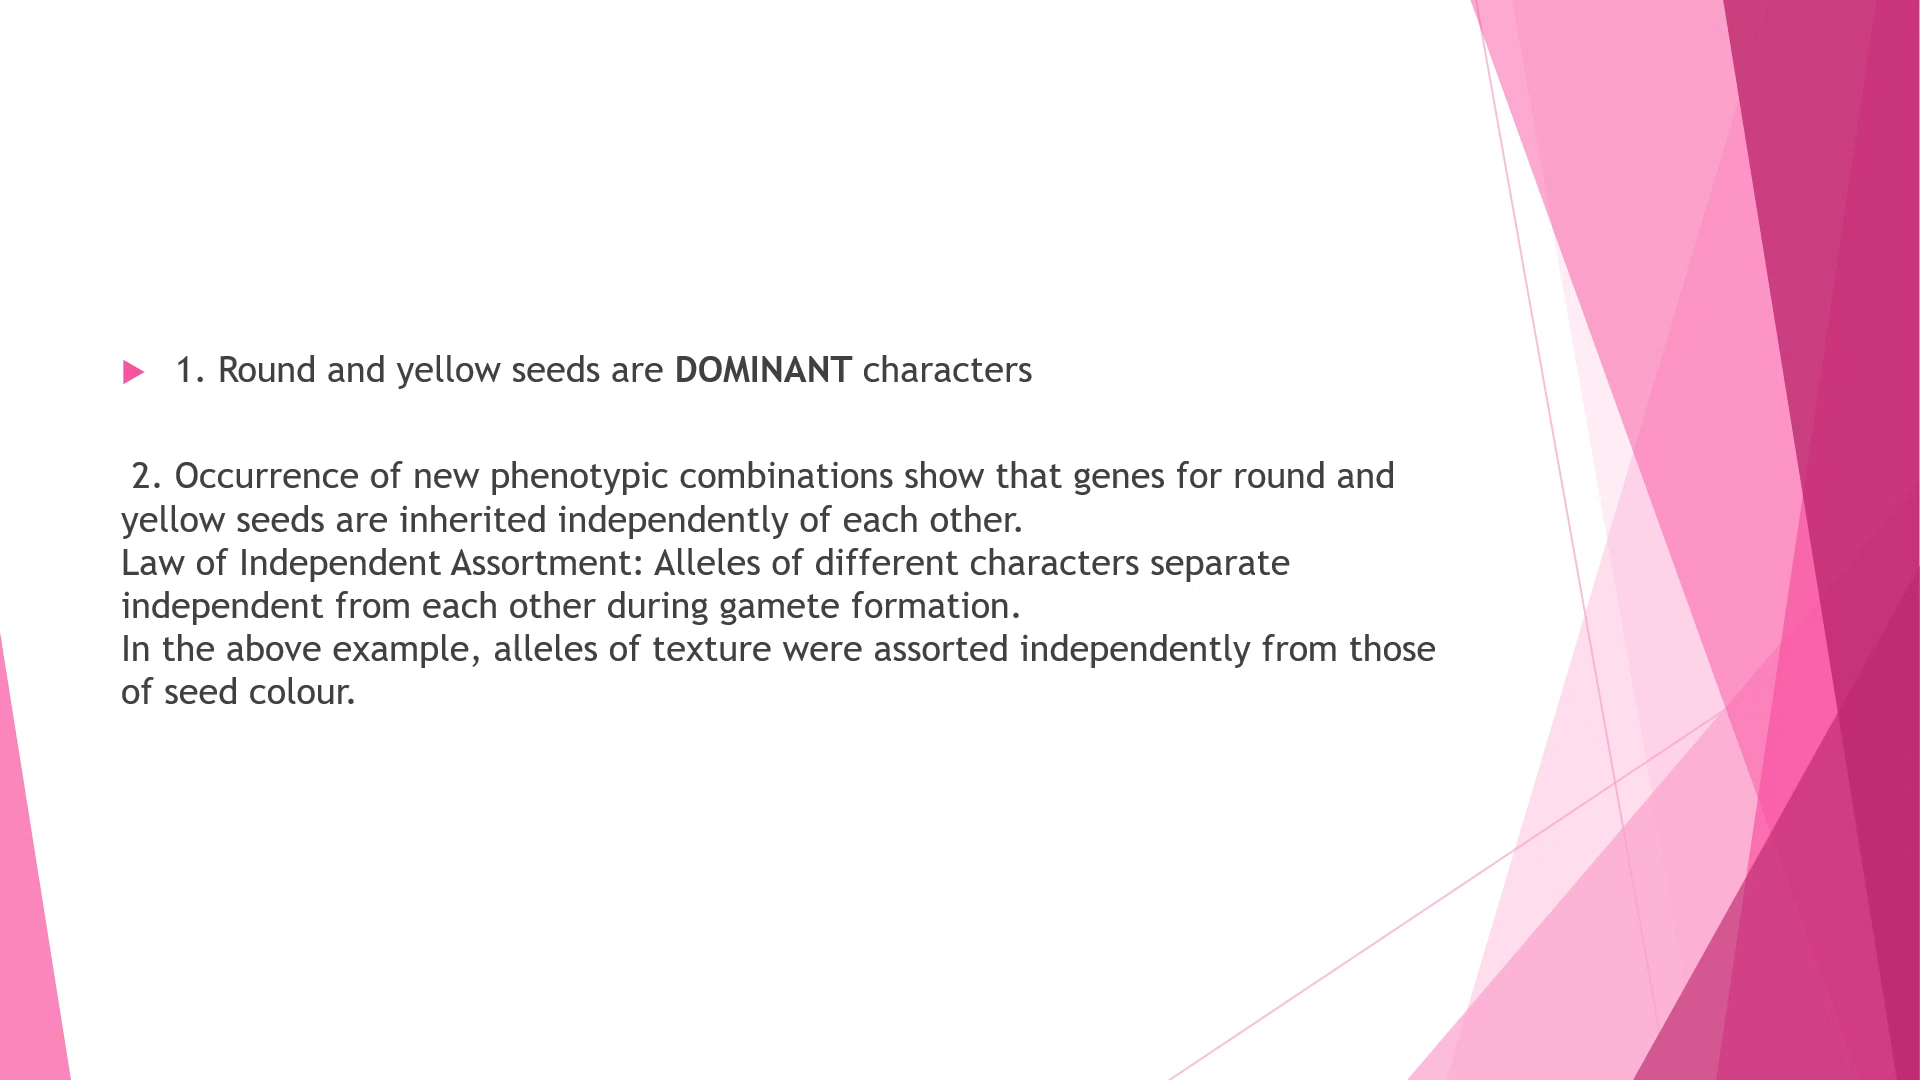 1. Round and yellow seeds are DOMINANT characters
2. Occurrence of new phenotypic combinations show that genes for round and
yellow seeds are inherited independently of each other.
Law of Independent Assortment: Alleles of different characters separate
independent from each other during gamete formation.
In the above example, alleles of texture were assorted independently from those
of seed colour.